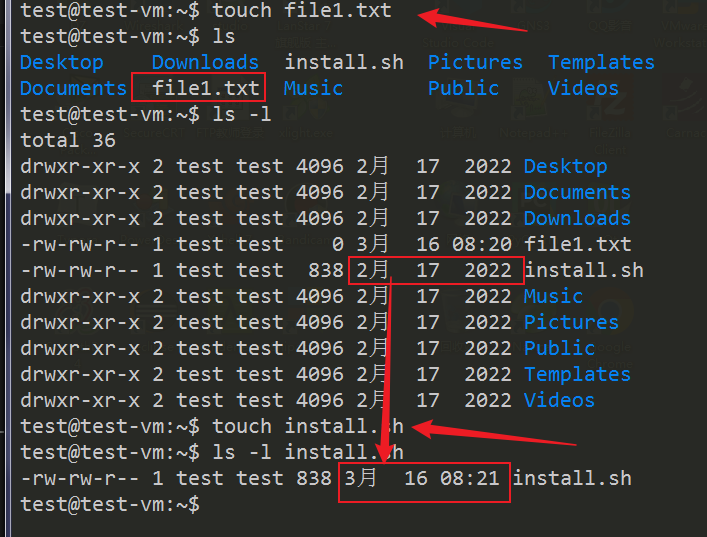 test@test-vm:~$ touch file1.txt
test@test-vm:~$ ls
Desktop Downloads install.sh Pictures Templates
Documents file1.txt Music Public Videos
test@test-vm:~$ ls -l
total 36
drwxr-xr-x 2 test test 4096 2月 17 2022 Desktop
drwxr-xr-x 2 test test 4096 2月 17 2022 Documents
drwxr-xr-x 2 test test 4096 2月 17 2022 Downloads
-rw-rw-r-- 1 test test 0 3月 16 08:20 file1.txt
-rw-rw-r-- 1 test test 838 2月 17 2022 install.sh
drwxr-xr-x 2 test test 4096 2月 17 2022 Music
drwxr-xr-x 2 test test 4096 2月 17 2022 Pictures
drwxr-xr-x 2 test test 4096 2月 17 2022 Public
drwxr-xr-x 2 test test 4096 2月 17 2022 Templates
drwxr-xr-x 2 test test 4096 2月 17 2022 Videos
test@test-vm:~$ touch install.sh
test@test-vm:~$ ls -l install.sh
-rw-rw-r-- 1 test test 838 3月 16 08:21 install.sh
test@test-vm:~$